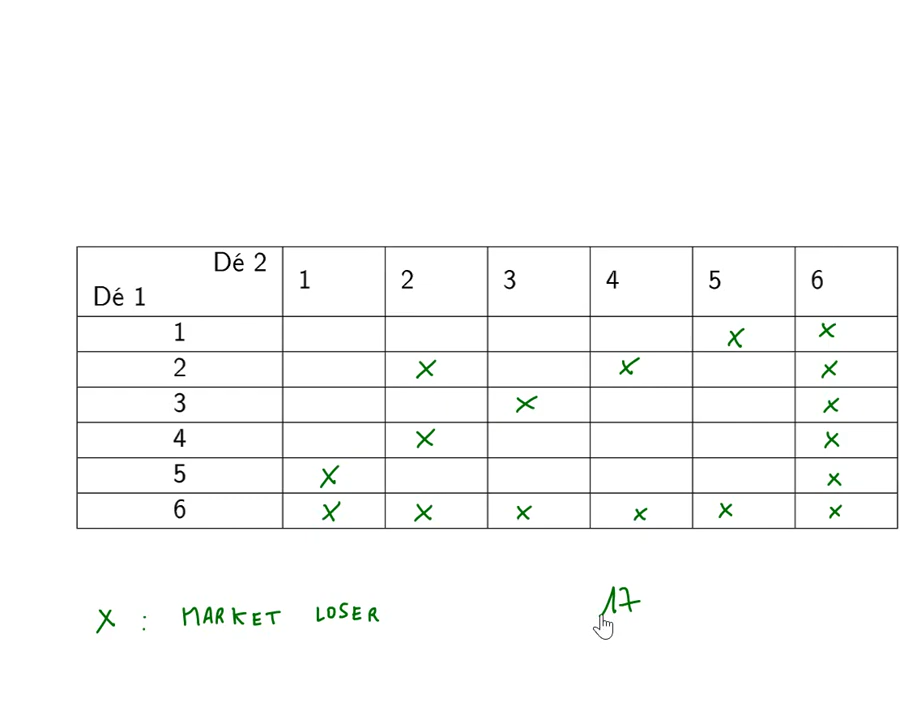 Dé 2
Dé 1
1 2 3 4 5 6
1 x x
2 x x x
3 x x
4 x x
5 x x
6 x x x x x x
X : MARKET LOSER 17